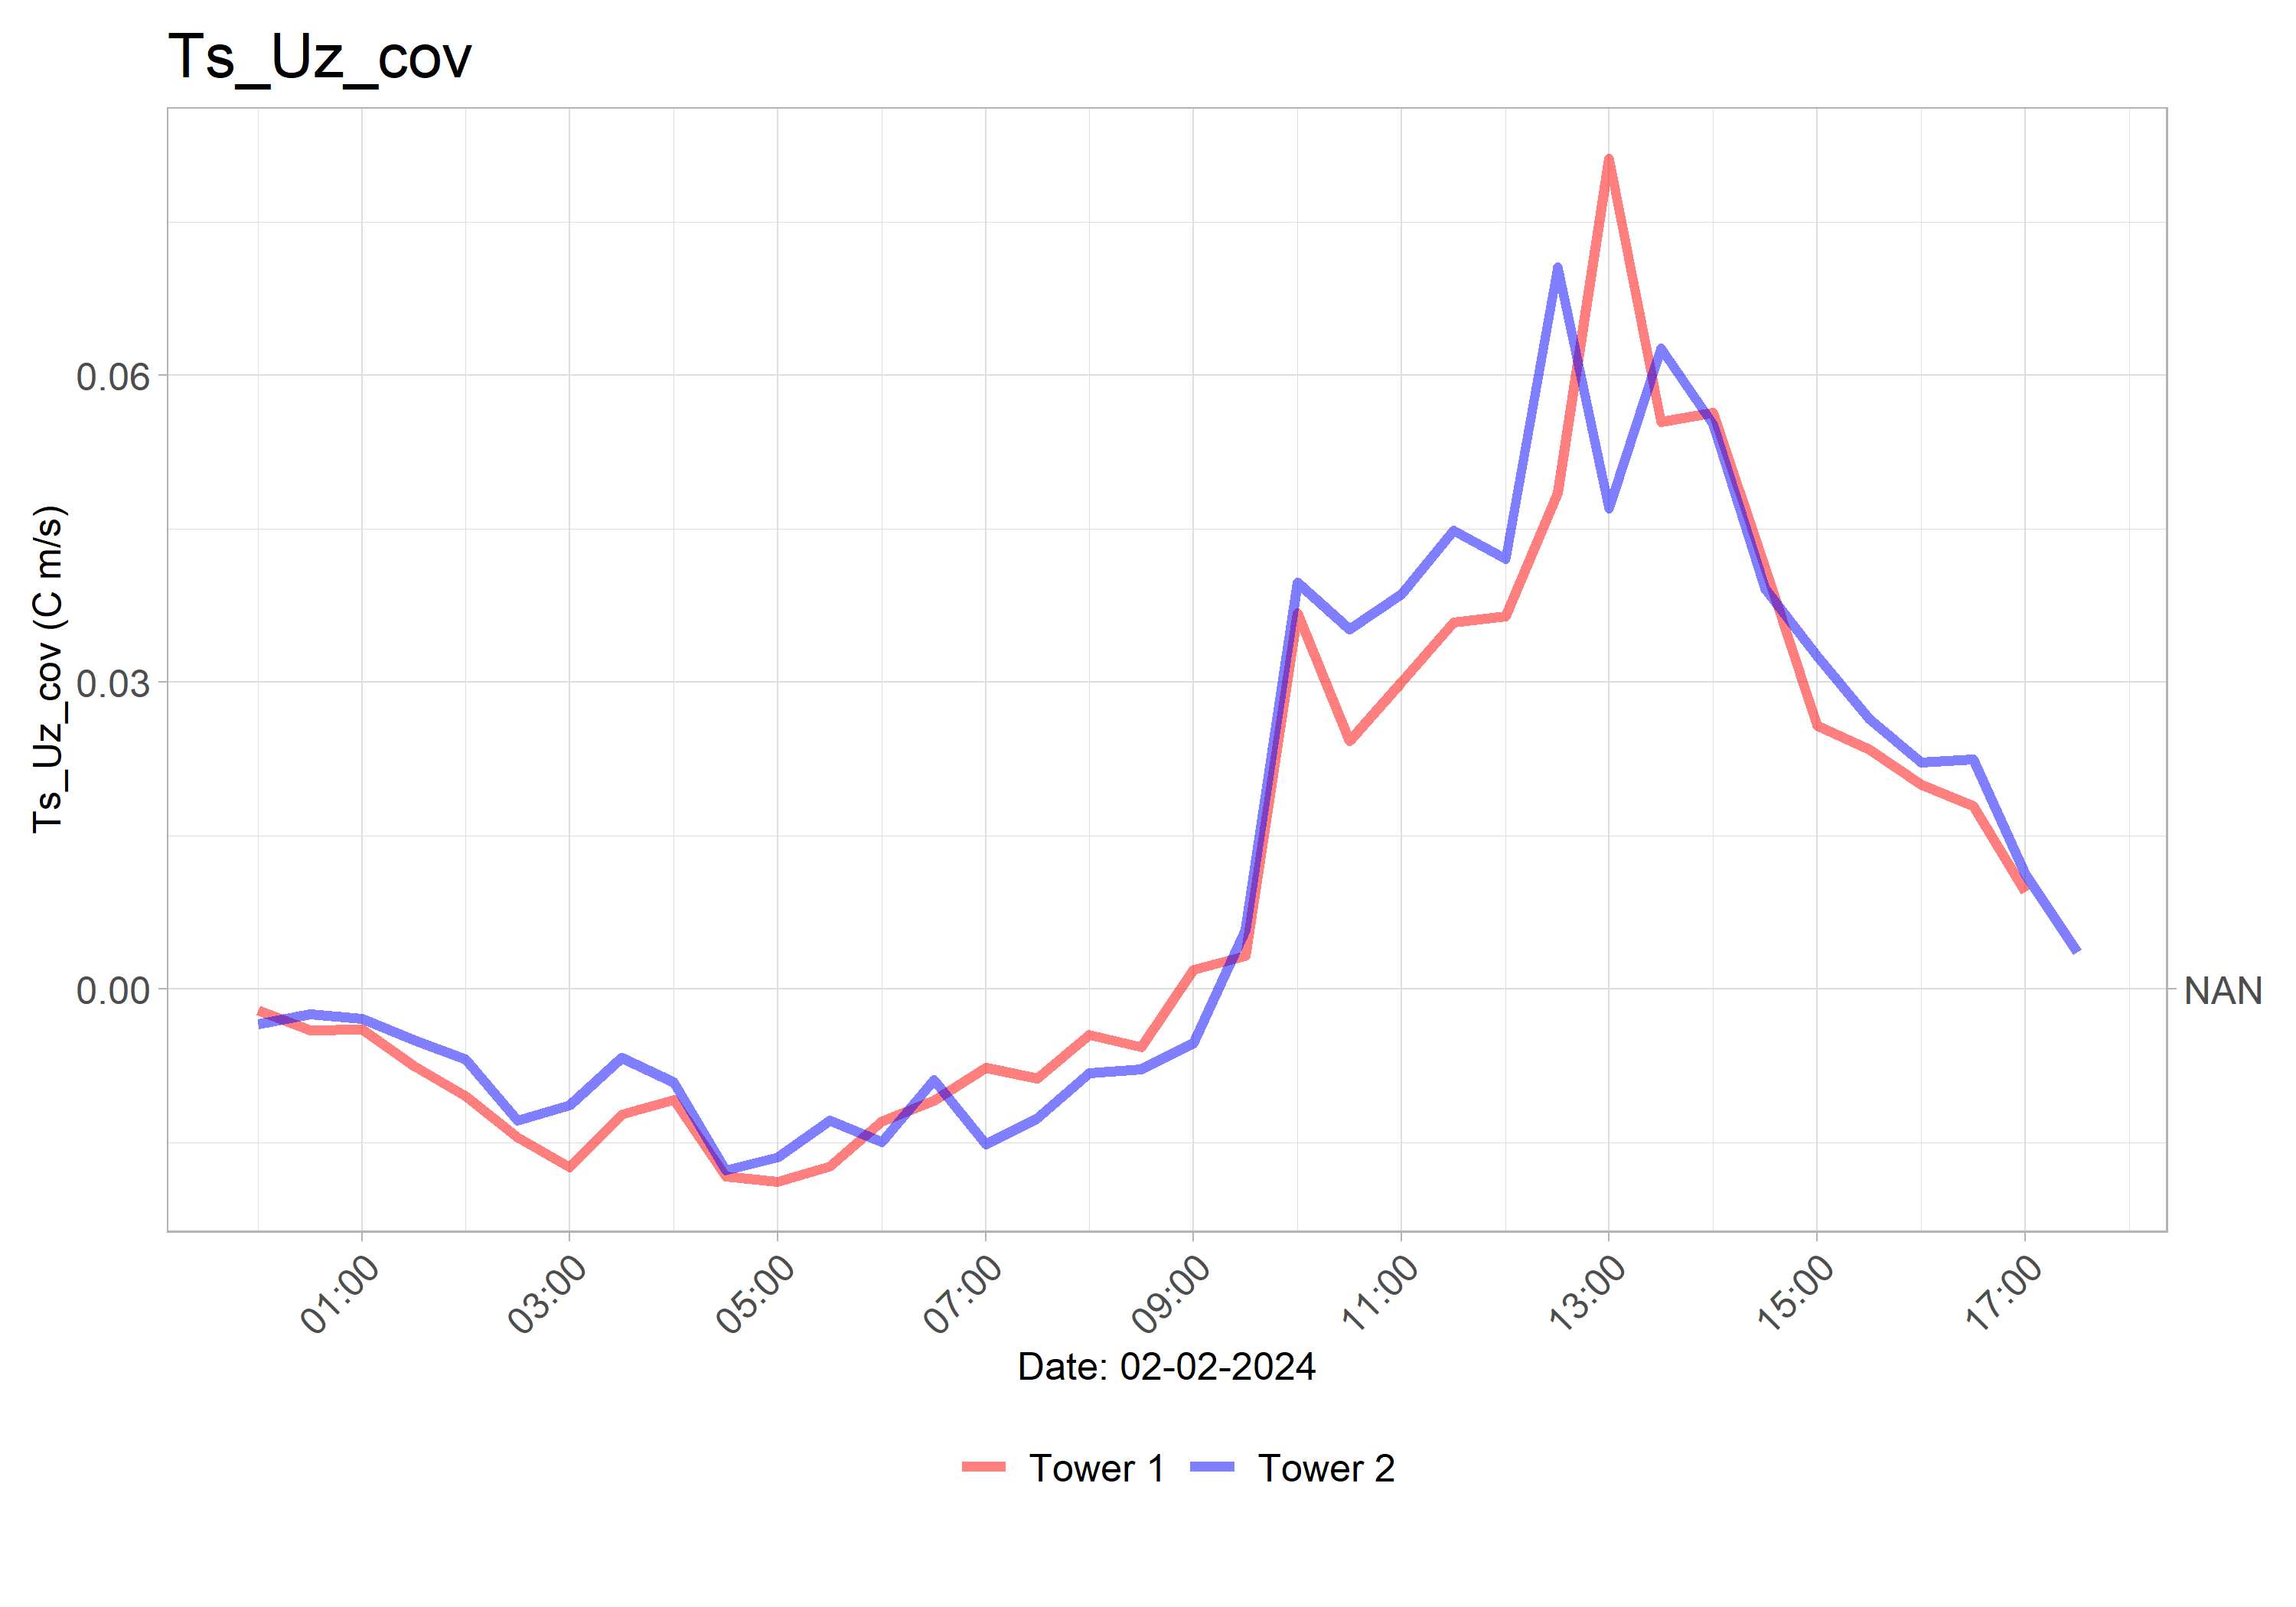 Ts_Uz_cov
Ts_Uz_cov (C m/s)
0.06
0.03
0.00
NAN
01:00 03:00 05:00 07:00 09:00 11:00 13:00 15:00 17:00
Date: 02-02-2024
Tower 1 Tower 2